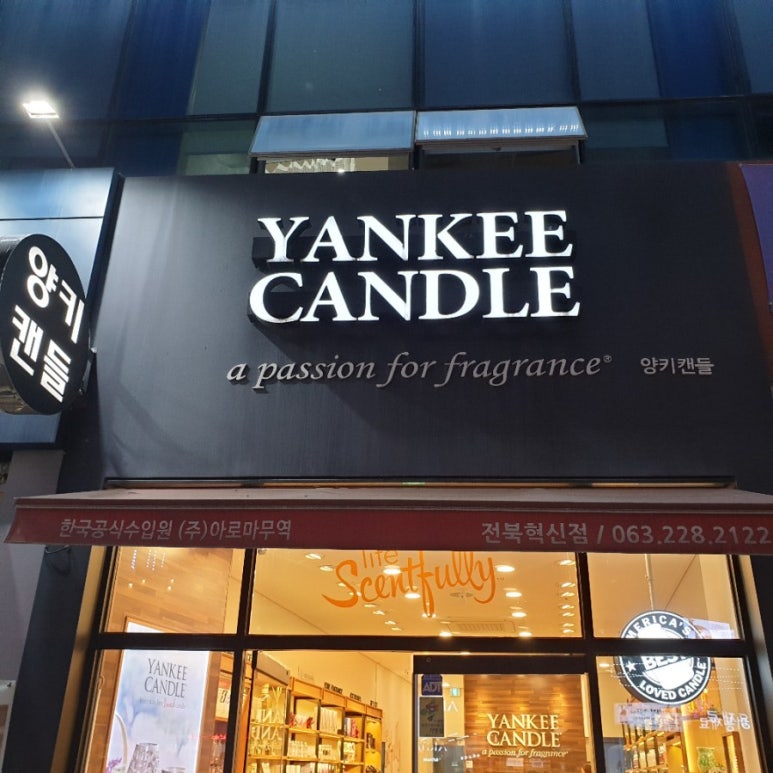 YANKEE
CANDLE
a passion for fragrance®
양키캔들
양키
캔들
한국공식수입원 (주)아로마무역
전북혁신점 / 063.228.2122
life
Scentfully
AMERICA'S
BEST
LOVED CANDLE
YANKEE
CANDLE
ADT
YANKEE
CANDLE
a passion for fragrance®